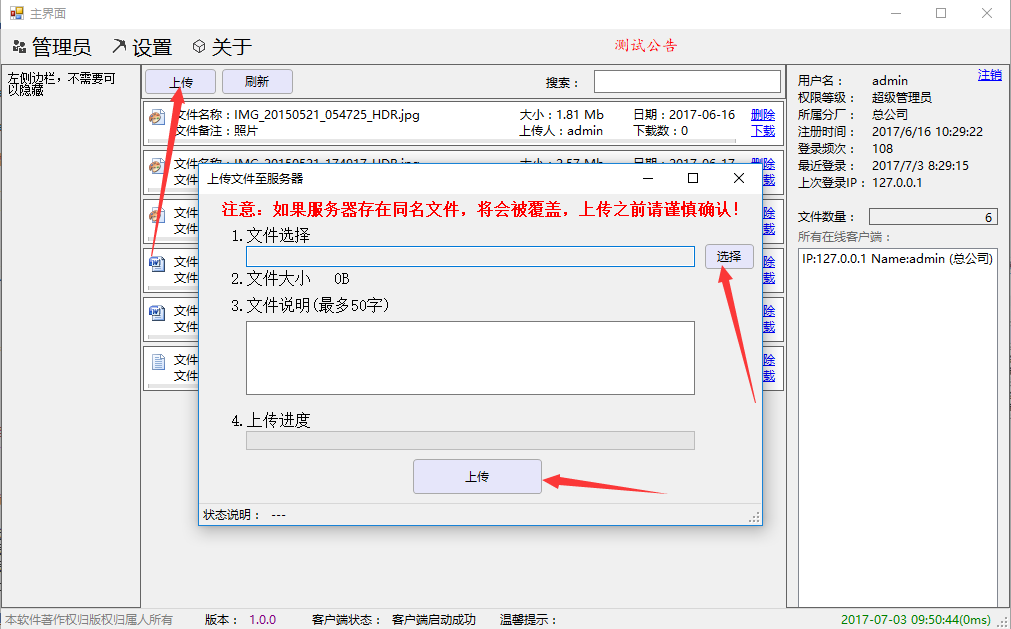 主界面
管理员 设置 关于 测试公告
左侧边栏，不需要可
以隐藏
上传 刷新 搜索：
文件名称：IMG_20150521_054725_HDR.jpg 大小：1.81 Mb 日期：2017-06-16 删除
文件备注：照片 上传人：admin 下载数：0 下载
文件名称：IMG_20150521_174917_HDR.jpg 大小：2.57 Mb 日期：2017-06-17 删除
文件 载
文件 除
文件 载
文件 除
文件 载
文件 除
文件 载
文件 除
文件 载
上传文件至服务器
注意：如果服务器存在同名文件，将会被覆盖，上传之前请谨慎确认！
1.文件选择
选择
2.文件大小 0B
3.文件说明(最多50字)
4.上传进度
上传
状态说明： ---
注销
用户名： admin
权限等级： 超级管理员
所属分厂： 总公司
注册时间： 2017/6/16 10:29:22
登录频次： 108
最近登录： 2017/7/3 8:29:15
上次登录IP： 127.0.0.1
文件数量： 6
所有在线客户端：
IP:127.0.0.1 Name:admin (总公司)
本软件著作权归版权归属人所有 版本： 1.0.0 客户端状态： 客户端启动成功 温馨提示： 2017-07-03 09:50:44(0ms)